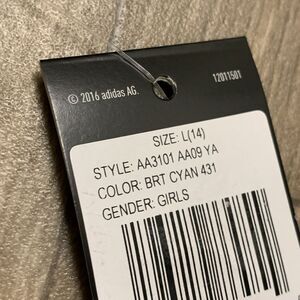 © 2016 adidas AG.
12011501
SIZE: L(14)
STYLE: AA3101 AA09 YA
COLOR: BRT CYAN 431
GENDER: GIRLS